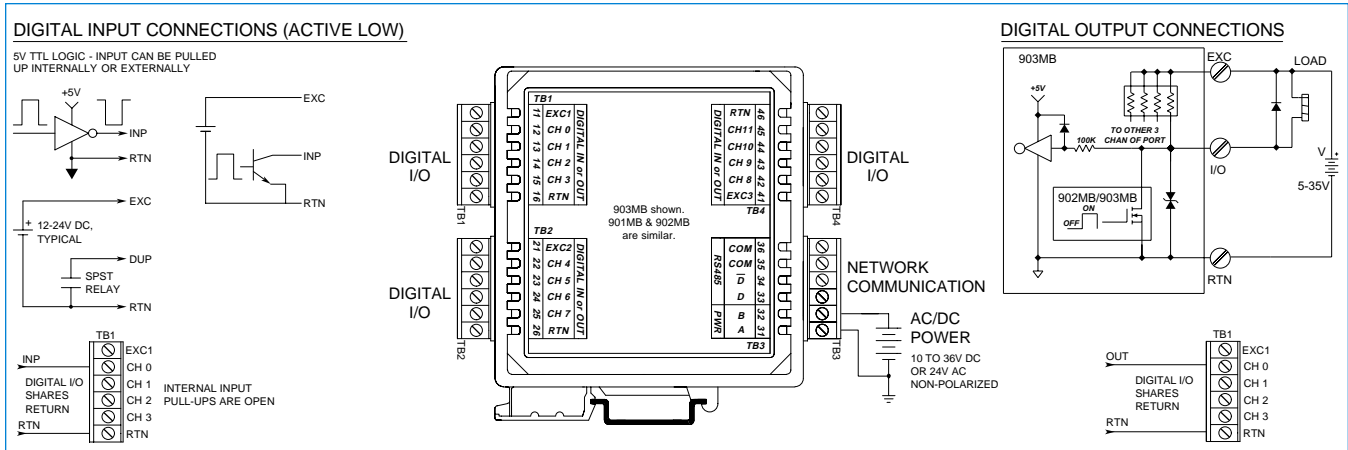 DIGITAL INPUT CONNECTIONS (ACTIVE LOW)
5V TTL LOGIC - INPUT CAN BE PULLED
UP INTERNALLY OR EXTERNALLY
+5V
INP
RTN
EXC
INP
RTN
EXC
+
12-24V DC,
TYPICAL
DUP
SPST
RELAY
RTN
TB1
INP
DIGITAL I/O
SHARES
RETURN
RTN
EXC1
CH 0
CH 1
CH 2
CH 3
RTN
INTERNAL INPUT
PULL-UPS ARE OPEN
DIGITAL
I/O
TB1
TB1
11 EXC1
12 CH 0
13 CH 1
14 CH 2
15 CH 3
16 RTN
DIGITAL IN or OUT
DIGITAL
I/O
TB2
TB2
21 EXC2
22 CH 4
23 CH 5
24 CH 6
25 CH 7
26 RTN
DIGITAL IN or OUT
903MB shown.
901MB & 902MB
are similar.
DIGITAL IN or OUT
RTN 46
CH11 45
CH10 44
CH 9 43
CH 8 42
EXC3 41
TB4
TB4
DIGITAL
I/O
RS485
COM 36
COM 35
D 34
D 33
PWR
B 32
A 31
TB3
TB3
NETWORK
COMMUNICATION
AC/DC
POWER
10 TO 36V DC
OR 24V AC
NON-POLARIZED
DIGITAL OUTPUT CONNECTIONS
903MB
EXC
LOAD
+5V
TO OTHER 3
CHAN OF PORT
100K
I/O
V
+
5-35V
902MB/903MB
ON
OFF
RTN
TB1
OUT
DIGITAL I/O
SHARES
RETURN
RTN
EXC1
CH 0
CH 1
CH 2
CH 3
RTN